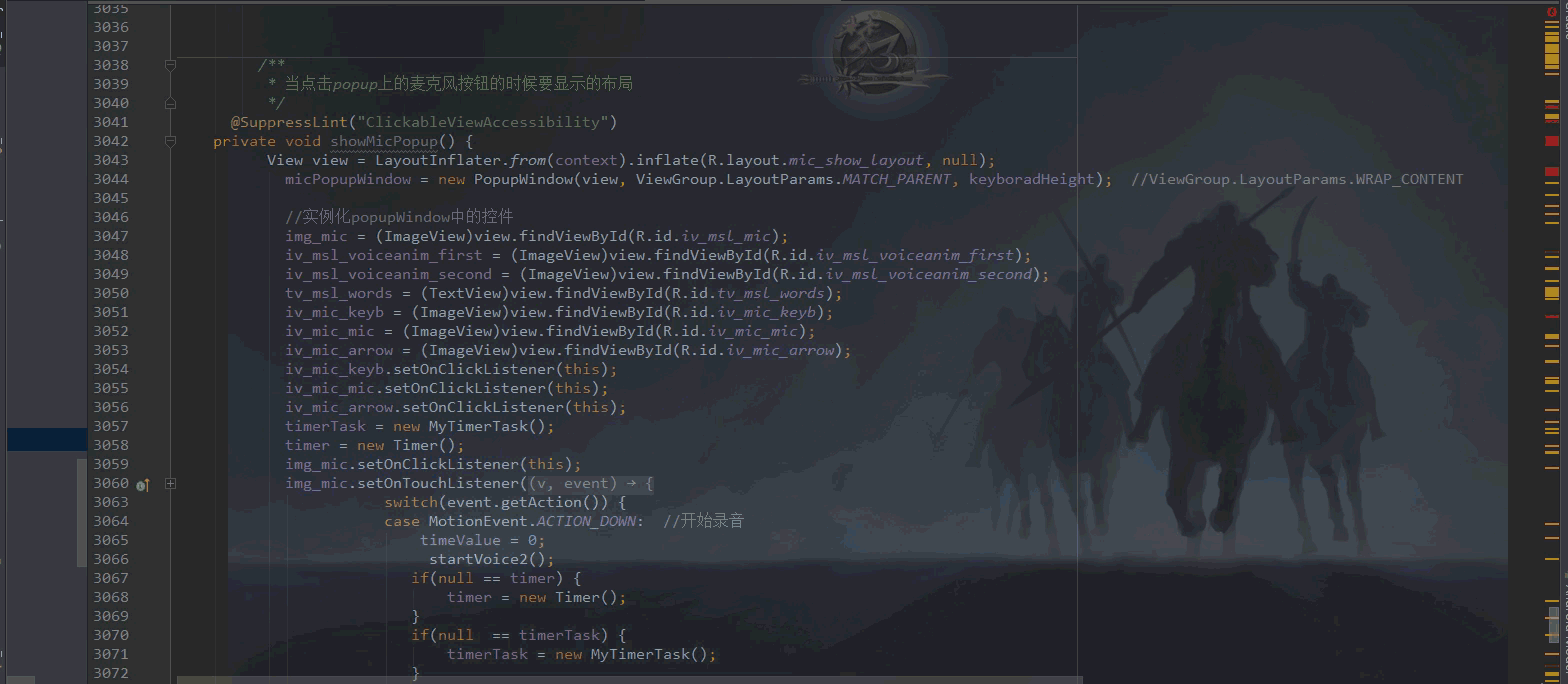 3035
3036
3037
3038 /**
3039 * 当点击popup上的麦克风按钮的时候要显示的布局
3040 */
3041 @SuppressLint("ClickableViewAccessibility")
3042 private void showMicPopup() {
3043 View view = LayoutInflater.from(context).inflate(R.layout.mic_show_layout, null);
3044 micPopupWindow = new PopupWindow(view, ViewGroup.LayoutParams.MATCH_PARENT, keyboradHeight); //ViewGroup.LayoutParams.WRAP_CONTENT
3045
3046 //实例化popupWindow中的控件
3047 img_mic = (ImageView)view.findViewById(R.id.iv_msl_mic);
3048 iv_msl_voiceanim_first = (ImageView)view.findViewById(R.id.iv_msl_voiceanim_first);
3049 iv_msl_voiceanim_second = (ImageView)view.findViewById(R.id.iv_msl_voiceanim_second);
3050 tv_msl_words = (TextView)view.findViewById(R.id.tv_msl_words);
3051 iv_mic_keyb = (ImageView)view.findViewById(R.id.iv_mic_keyb);
3052 iv_mic_mic = (ImageView)view.findViewById(R.id.iv_mic_mic);
3053 iv_mic_arrow = (ImageView)view.findViewById(R.id.iv_mic_arrow);
3054 iv_mic_keyb.setOnClickListener(this);
3055 iv_mic_mic.setOnClickListener(this);
3056 iv_mic_arrow.setOnClickListener(this);
3057 timerTask = new MyTimerTask();
3058 timer = new Timer();
3059 img_mic.setOnClickListener(this);
3060 img_mic.setOnTouchListener((v, event) → {
3063 switch(event.getAction()) {
3064 case MotionEvent.ACTION_DOWN: //开始录音
3065 timeValue = 0;
3066 startVoice2();
3067 if(null == timer) {
3068 timer = new Timer();
3069 }
3070 if(null == timerTask) {
3071 timerTask = new MyTimerTask();
3072 }